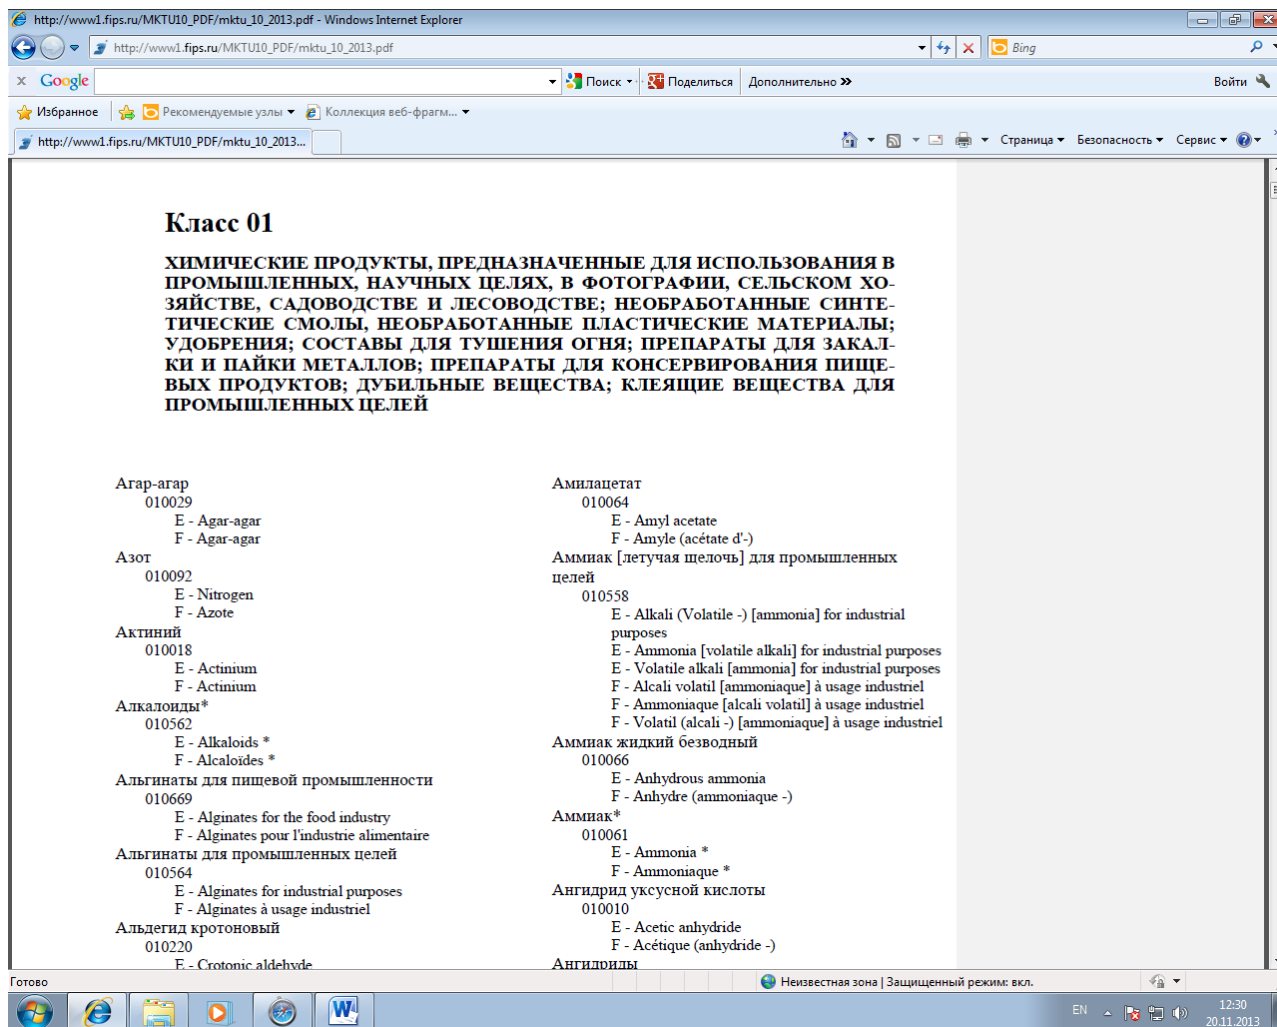 http://www1.fips.ru/MKTU10_PDF/mktu_10_2013.pdf - Windows Internet Explorer
http://www1.fips.ru/MKTU10_PDF/mktu_10_2013.pdf
Bing
x Google
Поиск
Поделиться
Дополнительно »
Войти
Избранное
Рекомендуемые узлы
Коллекция веб-фрагм...
http://www1.fips.ru/MKTU10_PDF/mktu_10_2013...
Страница
Безопасность
Сервис
Класс 01
ХИМИЧЕСКИЕ ПРОДУКТЫ, ПРЕДНАЗНАЧЕННЫЕ ДЛЯ ИСПОЛЬЗОВАНИЯ В
ПРОМЫШЛЕННЫХ, НАУЧНЫХ ЦЕЛЯХ, В ФОТОГРАФИИ, СЕЛЬСКОМ ХО-
ЗЯЙСТВЕ, САДОВОДСТВЕ И ЛЕСОВОДСТВЕ; НЕОБРАБОТАННЫЕ СИНТЕ-
ТИЧЕСКИЕ СМОЛЫ, НЕОБРАБОТАННЫЕ ПЛАСТИЧЕСКИЕ МАТЕРИАЛЫ;
УДОБРЕНИЯ; СОСТАВЫ ДЛЯ ТУШЕНИЯ ОГНЯ; ПРЕПАРАТЫ ДЛЯ ЗАКАЛ-
КИ И ПАЙКИ МЕТАЛЛОВ; ПРЕПАРАТЫ ДЛЯ КОНСЕРВИРОВАНИЯ ПИЩЕ-
ВЫХ ПРОДУКТОВ; ДУБИЛЬНЫЕ ВЕЩЕСТВА; КЛЕЯЩИЕ ВЕЩЕСТВА ДЛЯ
ПРОМЫШЛЕННЫХ ЦЕЛЕЙ
Агар-агар
010029
E - Agar-agar
F - Agar-agar
Азот
010092
E - Nitrogen
F - Azote
Актиний
010018
E - Actinium
F - Actinium
Алкалоиды*
010562
E - Alkaloids *
F - Alcaloïdes *
Альгинаты для пищевой промышленности
010669
E - Alginates for the food industry
F - Alginates pour l'industrie alimentaire
Альгинаты для промышленных целей
010564
E - Alginates for industrial purposes
F - Alginates à usage industriel
Альдегид кротоновый
010220
E - Crotonic aldehyde
Амилацетат
010064
E - Amyl acetate
F - Amyle (acétate d'-)
Аммиак [летучая щелочь] для промышленных
целей
010558
E - Alkali (Volatile -) [ammonia] for industrial
purposes
E - Ammonia [volatile alkali] for industrial purposes
E - Volatile alkali [ammonia] for industrial purposes
F - Alcali volatil [ammoniaque] à usage industriel
F - Ammoniaque [alcali volatil] à usage industriel
F - Volatil (alcali -) [ammoniaque] à usage industriel
Аммиак жидкий безводный
010066
E - Anhydrous ammonia
F - Anhydre (ammoniaque -)
Аммиак*
010061
E - Ammonia *
F - Ammoniaque *
Ангидрид уксусной кислоты
010010
E - Acetic anhydride
F - Acétique (anhydride -)
Ангидриды
Готово
Неизвестная зона | Защищенный режим: вкл.
EN
12:30
20.11.2013